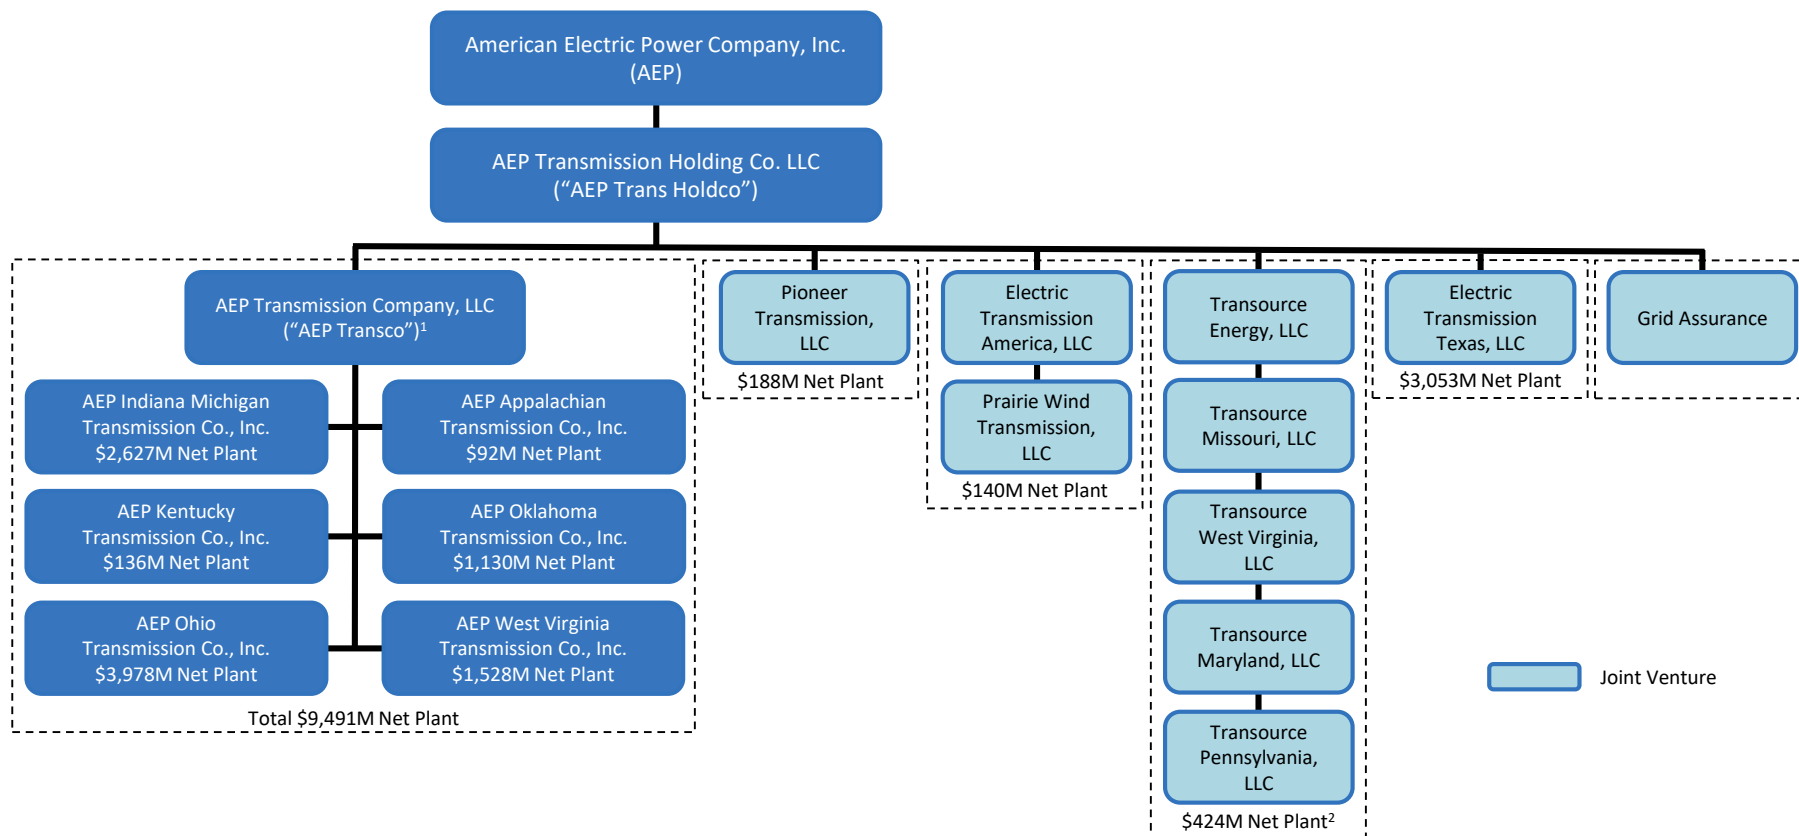 American Electric Power Company, Inc.
(AEP)
AEP Transmission Holding Co. LLC
(“AEP Trans Holdco”)
AEP Transmission Company, LLC
(“AEP Transco”)¹
AEP Indiana Michigan
Transmission Co., Inc.
$2,627M Net Plant
AEP Appalachian
Transmission Co., Inc.
$92M Net Plant
AEP Kentucky
Transmission Co., Inc.
$136M Net Plant
AEP Oklahoma
Transmission Co., Inc.
$1,130M Net Plant
AEP Ohio
Transmission Co., Inc.
$3,978M Net Plant
AEP West Virginia
Transmission Co., Inc.
$1,528M Net Plant
Total $9,491M Net Plant
Pioneer
Transmission,
LLC
$188M Net Plant
Electric
Transmission
America, LLC
Prairie Wind
Transmission,
LLC
$140M Net Plant
Transource
Energy, LLC
Transource
Missouri, LLC
Transource
West Virginia,
LLC
Transource
Maryland, LLC
Transource
Pennsylvania,
LLC
$424M Net Plant²
Electric
Transmission
Texas, LLC
$3,053M Net Plant
Grid Assurance
Joint Venture